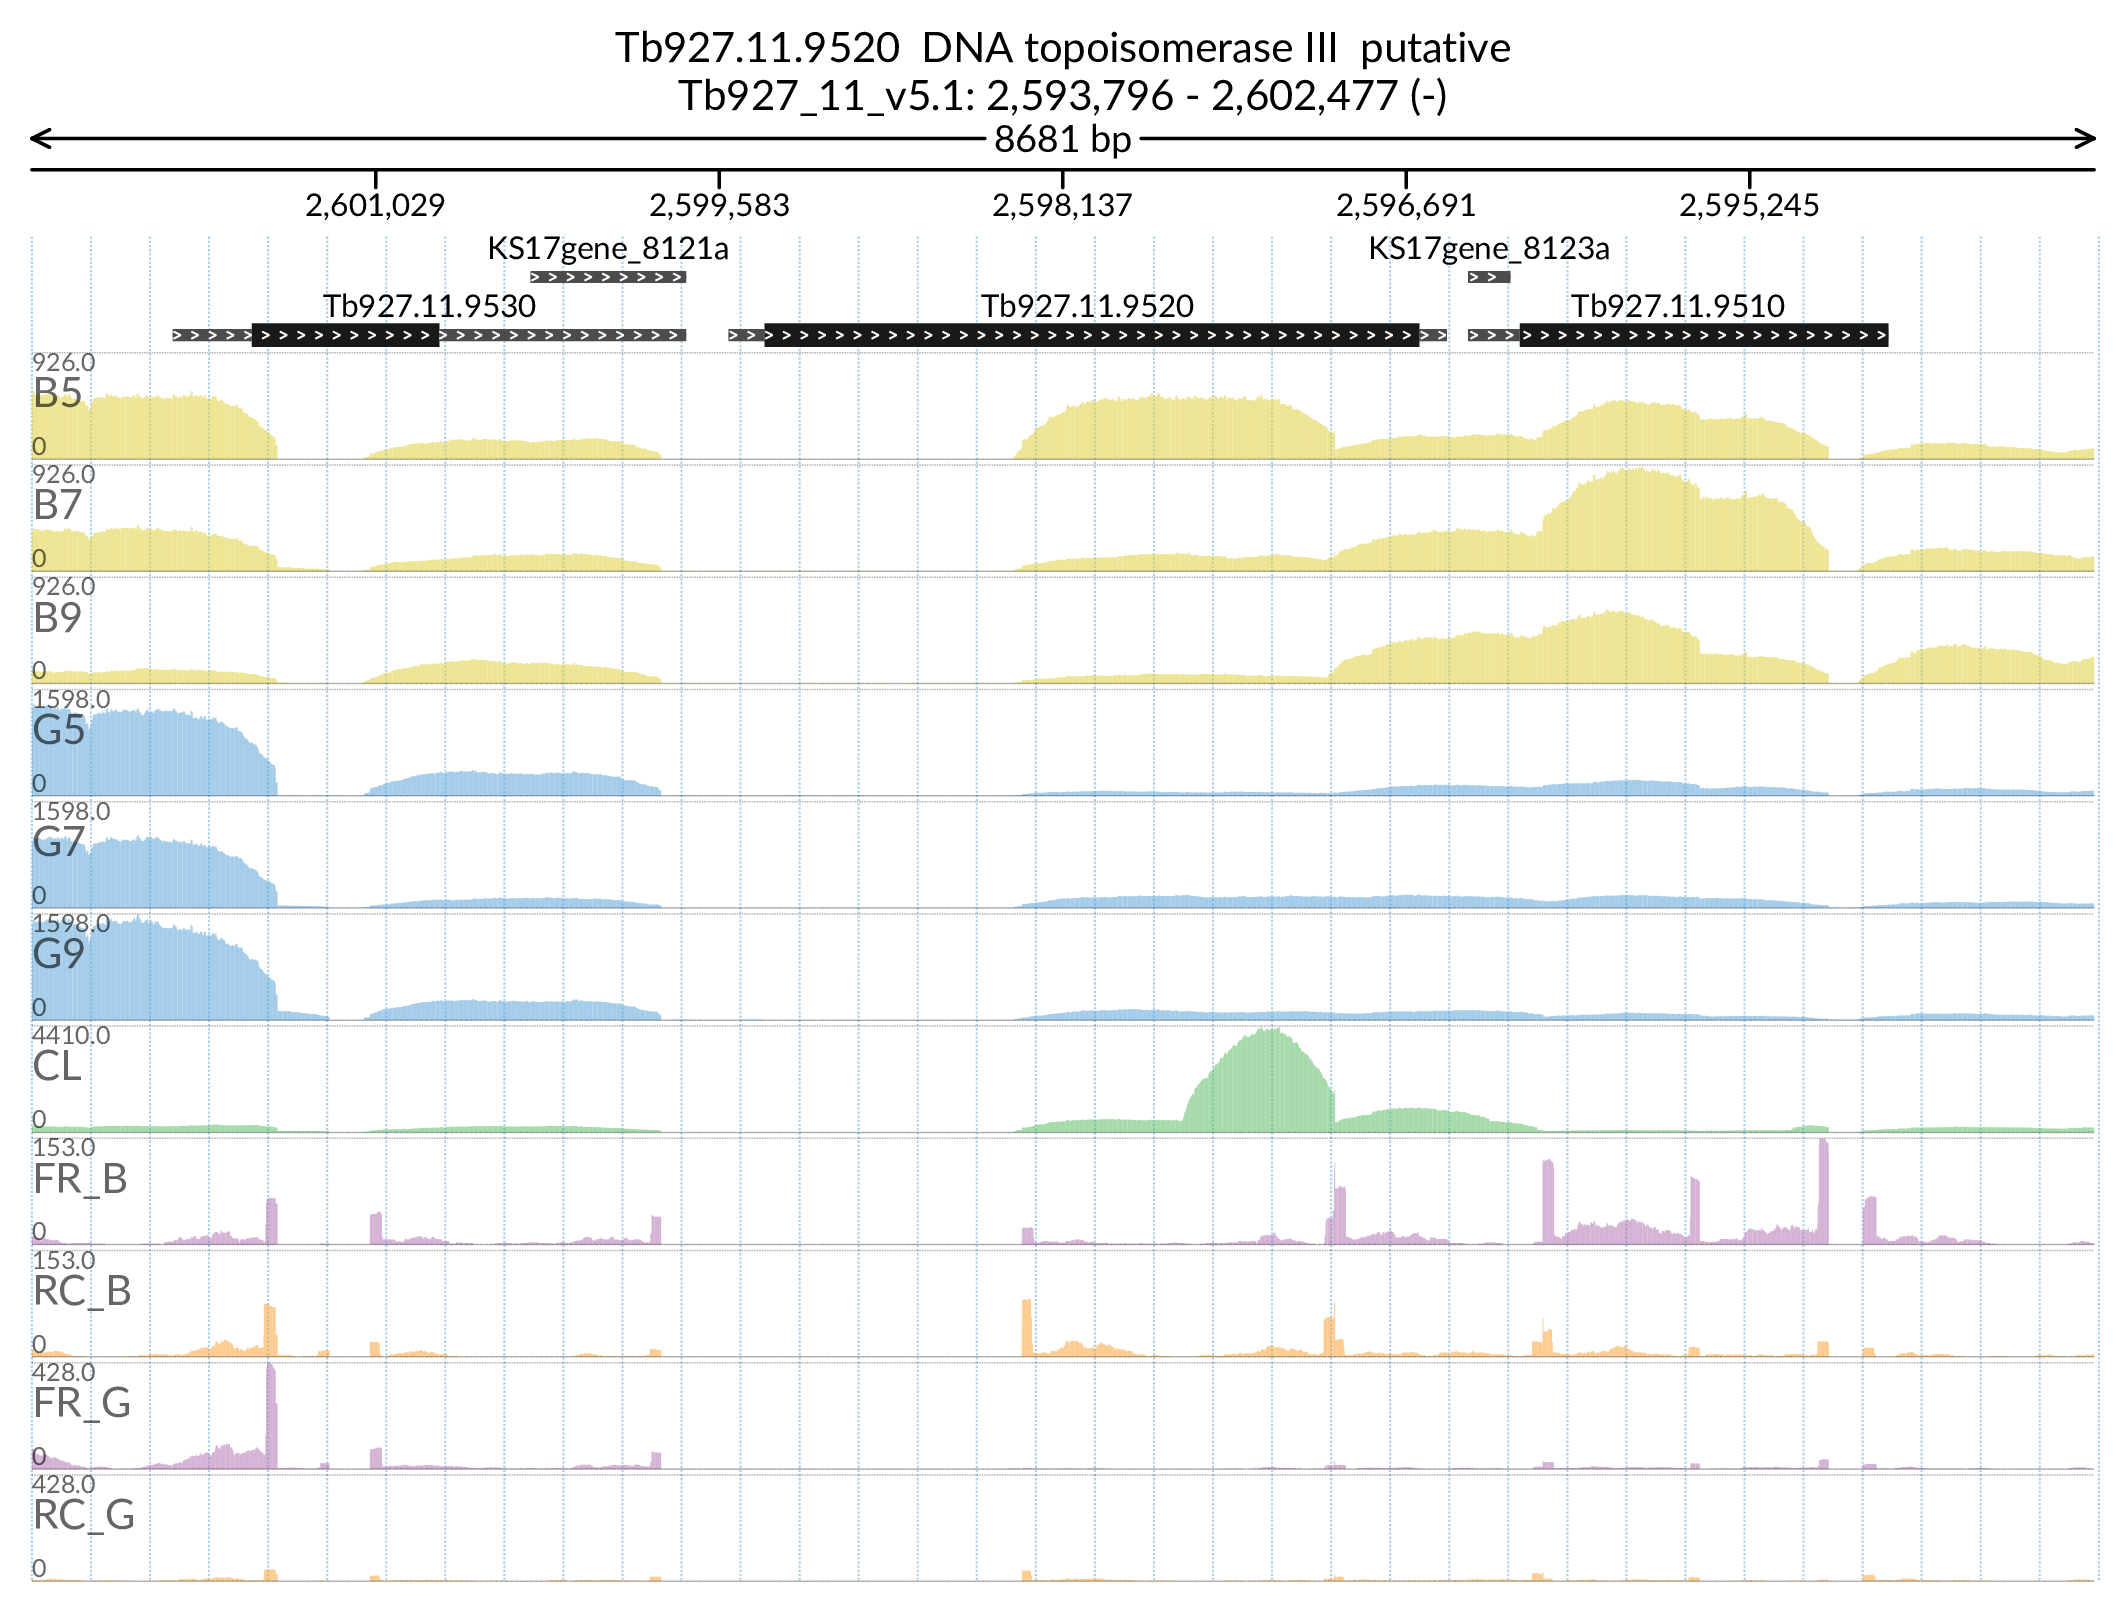 Tb927.11.9520  DNA topoisomerase III  putative
Tb927_11_v5.1: 2,593,796 - 2,602,477 (-)
8681 bp
2,601,029 2,599,583 2,598,137 2,596,691 2,595,245
KS17gene_8121a KS17gene_8123a
Tb927.11.9530 Tb927.11.9520 Tb927.11.9510
926.0
B5
0
926.0
B7
0
926.0
B9
0
1598.0
G5
0
1598.0
G7
0
1598.0
G9
0
4410.0
CL
0
153.0
FR_B
0
153.0
RC_B
0
428.0
FR_G
0
428.0
RC_G
0